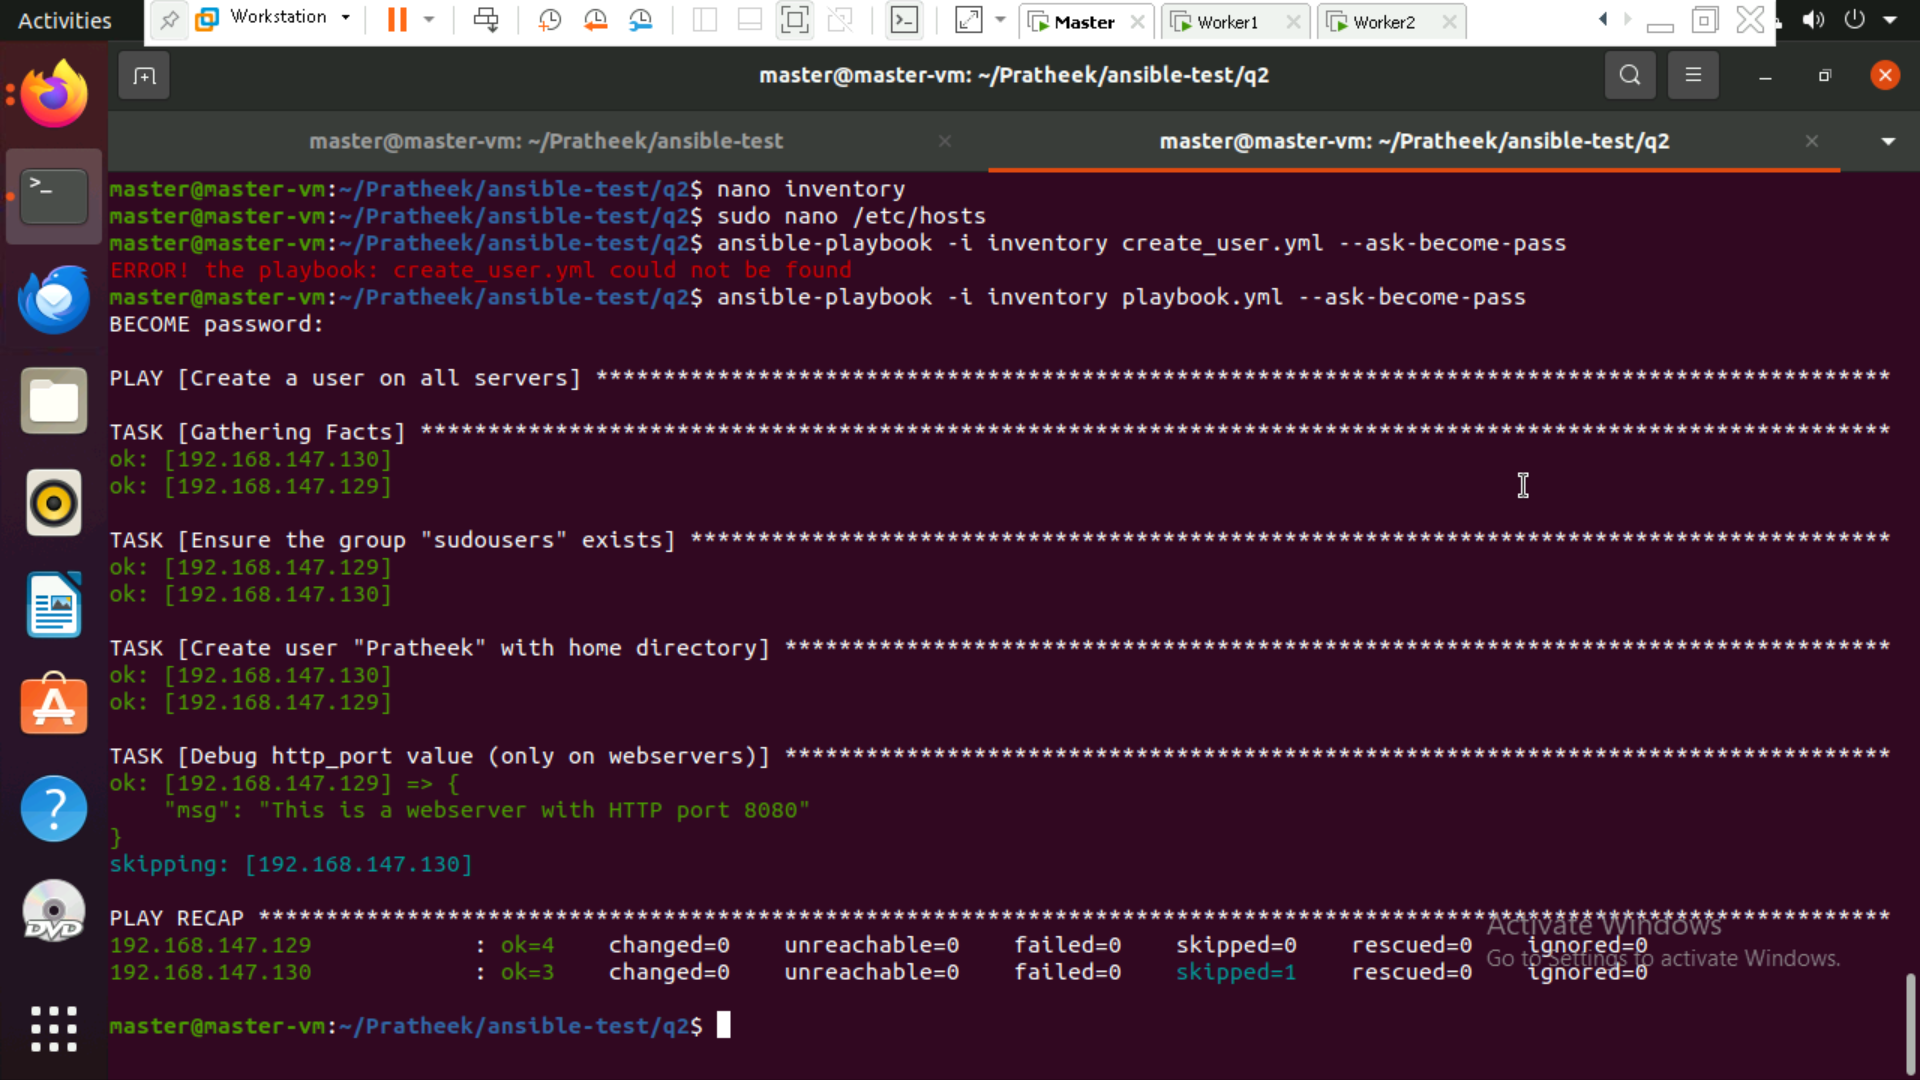 Activities
Workstation
Master
Worker1
Worker2
master@master-vm: ~/Pratheek/ansible-test/q2
master@master-vm: ~/Pratheek/ansible-test
master@master-vm: ~/Pratheek/ansible-test/q2
master@master-vm:~/Pratheek/ansible-test/q2$ nano inventory
master@master-vm:~/Pratheek/ansible-test/q2$ sudo nano /etc/hosts
master@master-vm:~/Pratheek/ansible-test/q2$ ansible-playbook -i inventory create_user.yml --ask-become-pass
ERROR! the playbook: create_user.yml could not be found
master@master-vm:~/Pratheek/ansible-test/q2$ ansible-playbook -i inventory playbook.yml --ask-become-pass
BECOME password:
PLAY [Create a user on all servers] ************************************************************************************************
TASK [Gathering Facts] *************************************************************************************************************
ok: [192.168.147.130]
ok: [192.168.147.129]
TASK [Ensure the group "sudousers" exists] *****************************************************************************************
ok: [192.168.147.129]
ok: [192.168.147.130]
TASK [Create user "Pratheek" with home directory] **********************************************************************************
ok: [192.168.147.130]
ok: [192.168.147.129]
TASK [Debug http_port value (only on webservers)] **********************************************************************************
ok: [192.168.147.129] => {
    "msg": "This is a webserver with HTTP port 8080"
}
skipping: [192.168.147.130]
PLAY RECAP *************************************************************************************************************************
192.168.147.129            : ok=4    changed=0    unreachable=0    failed=0    skipped=0    rescued=0    ignored=0
192.168.147.130            : ok=3    changed=0    unreachable=0    failed=0    skipped=1    rescued=0    ignored=0
master@master-vm:~/Pratheek/ansible-test/q2$
Activate Windows
Go to Settings to activate Windows.
DVD